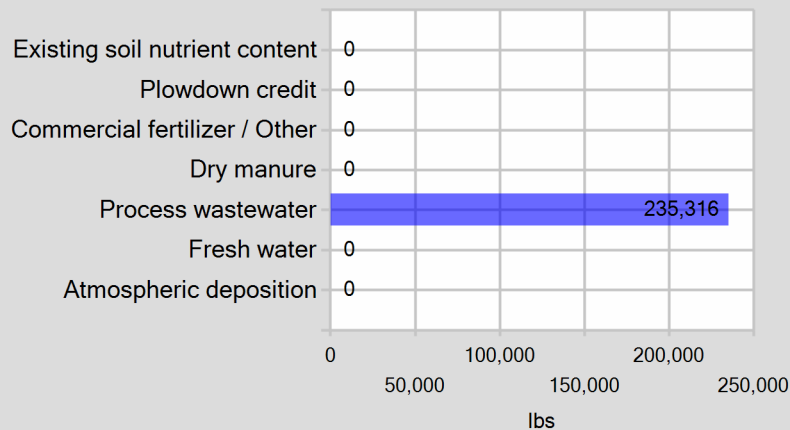 Existing soil nutrient content 0
Plowdown credit 0
Commercial fertilizer / Other 0
Dry manure 0
Process wastewater 235,316
Fresh water 0
Atmospheric deposition 0
0 100,000 200,000
50,000 150,000 250,000
lbs